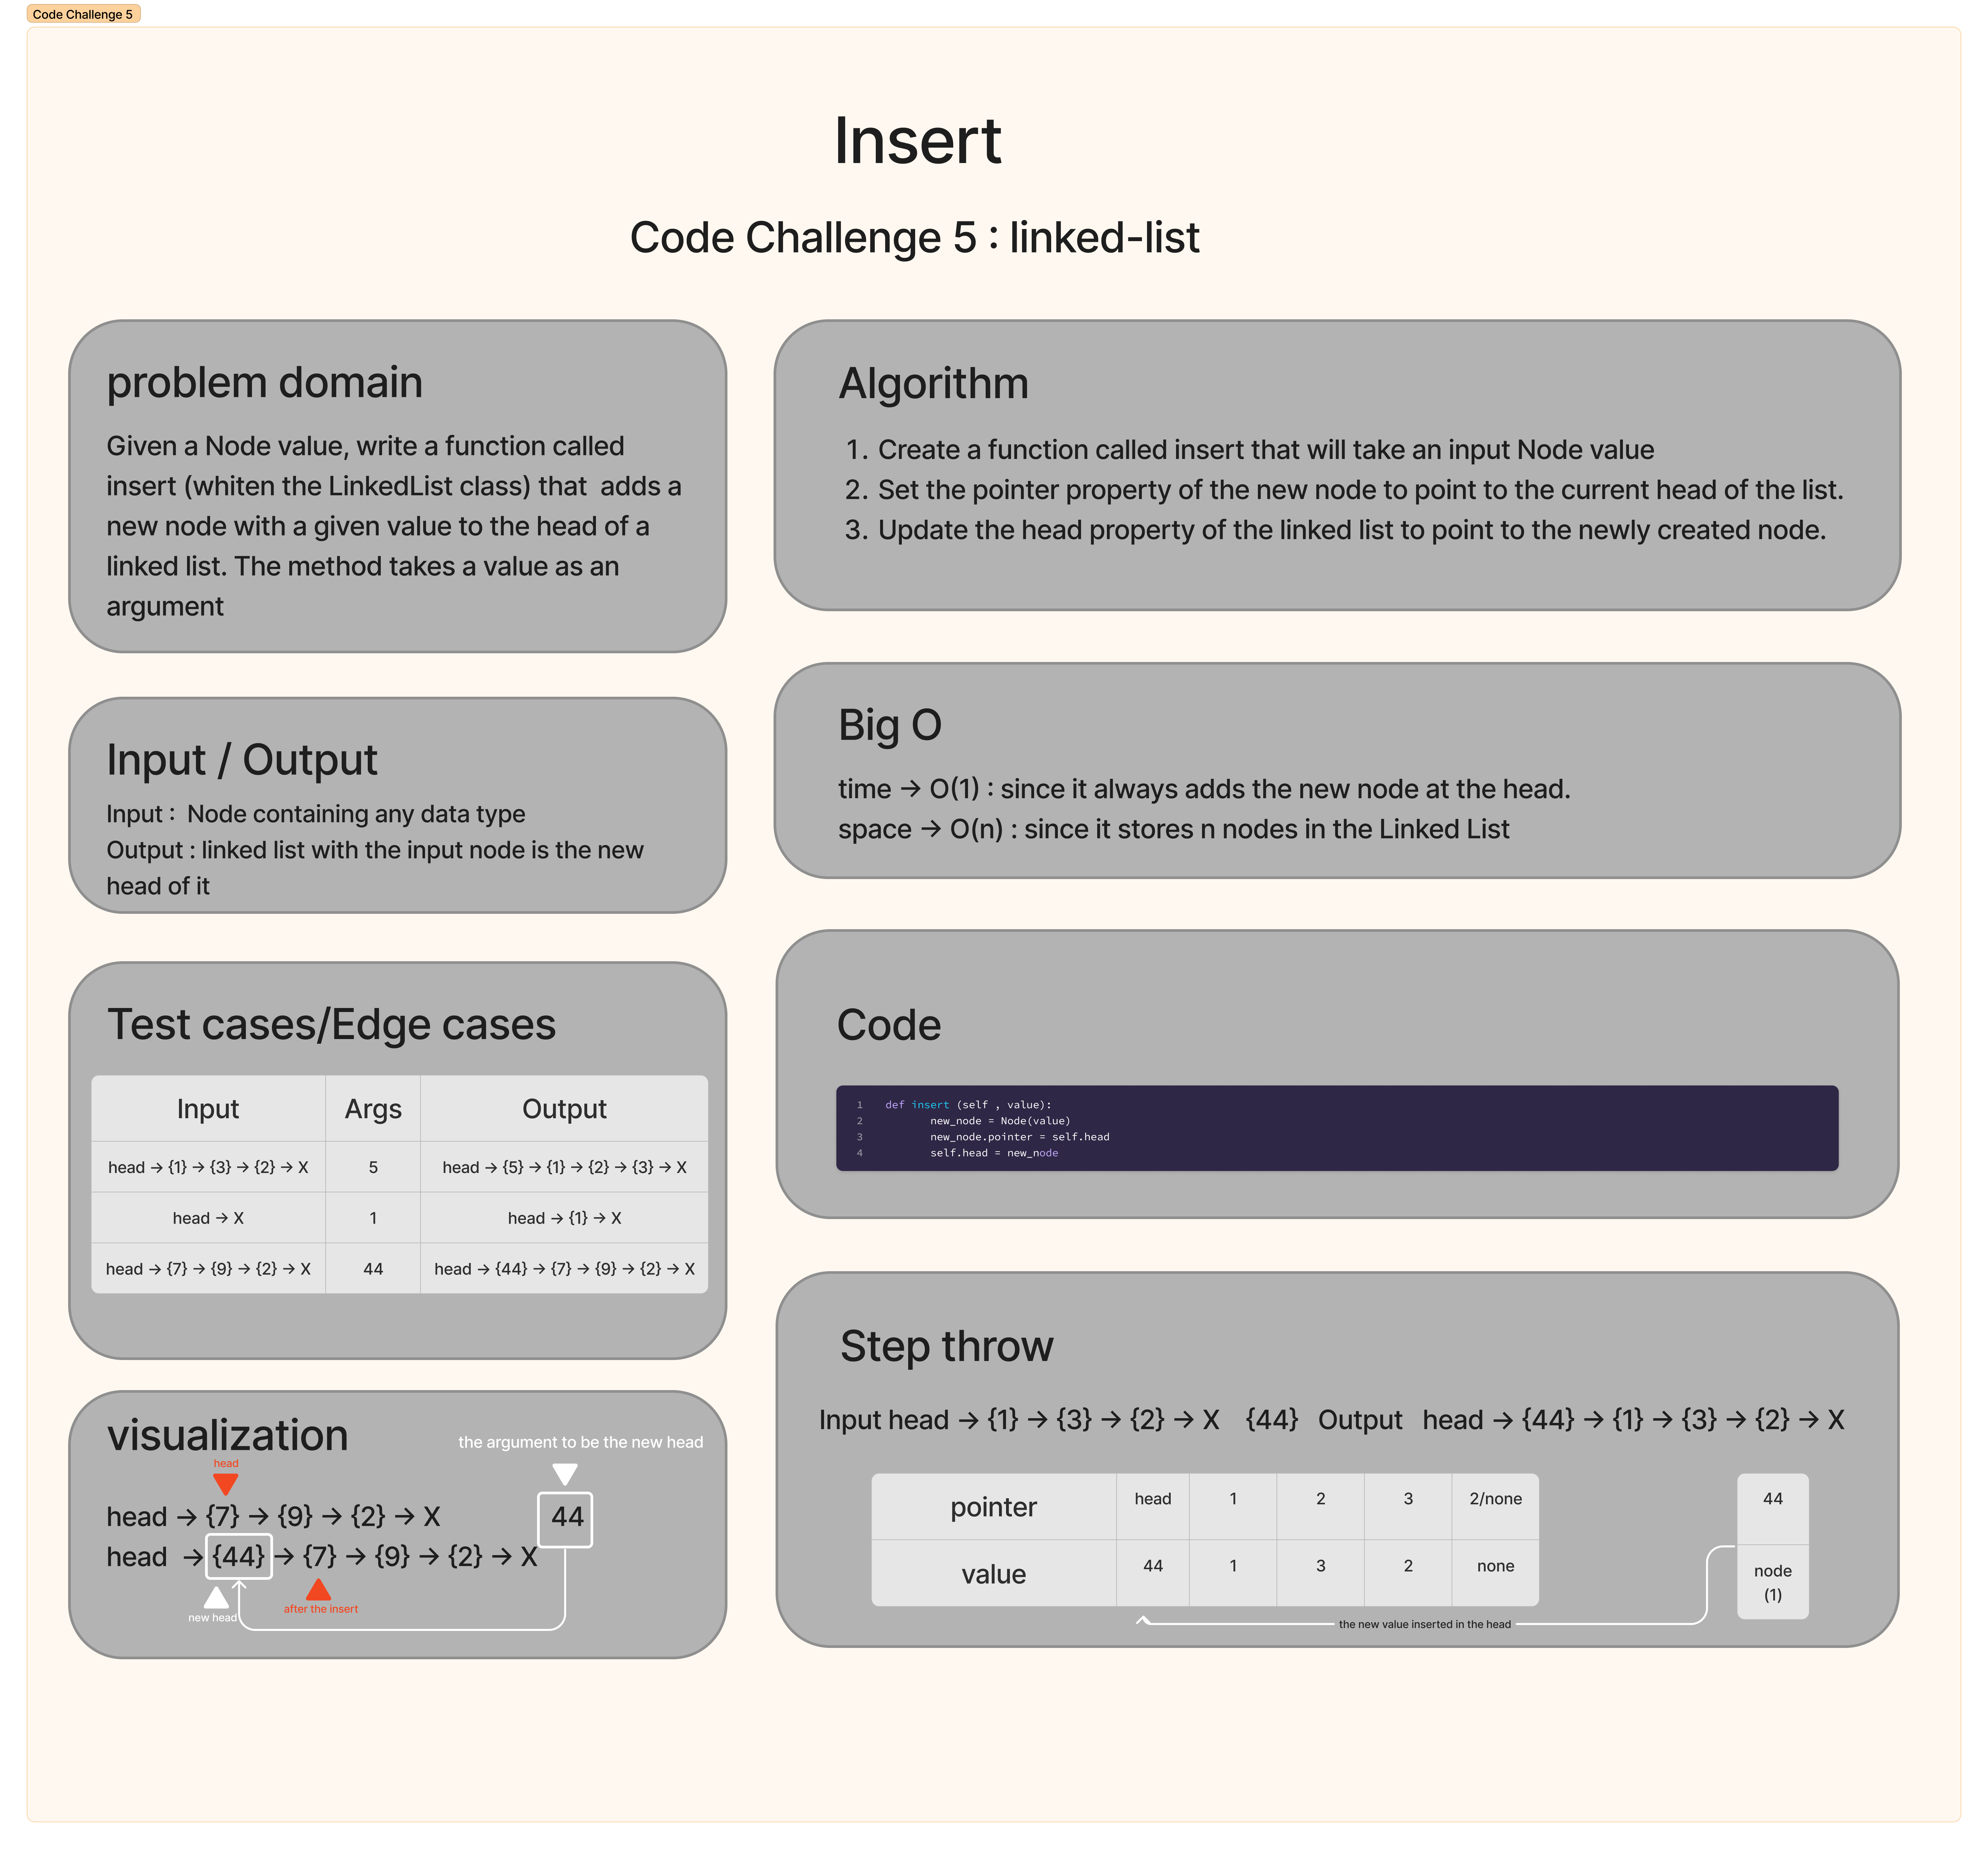 Code Challenge 5
Insert
Code Challenge 5 : linked-list
problem domain
Given a Node value, write a function called
insert (whiten the LinkedList class) that  adds a
new node with a given value to the head of a
linked list. The method takes a value as an
argument
Input / Output
Input :  Node containing any data type
Output : linked list with the input node is the new
head of it
Test cases/Edge cases
Input Args Output
head → {1} → {3} → {2} → X 5 head → {5} → {1} → {2} → {3} → X
head → X 1 head → {1} → X
head → {7} → {9} → {2} → X 44 head → {44} → {7} → {9} → {2} → X
visualization
the argument to be the new head
head
head → {7} → {9} → {2} → X
44
head → {44} → {7} → {9} → {2} → X
new head
after the insert
Algorithm
1. Create a function called insert that will take an input Node value
2. Set the pointer property of the new node to point to the current head of the list.
3. Update the head property of the linked list to point to the newly created node.
Big O
time → O(1) : since it always adds the new node at the head.
space → O(n) : since it stores n nodes in the Linked List
Code
1 def insert (self , value):
2 new_node = Node(value)
3 new_node.pointer = self.head
4 self.head = new_node
Step throw
Input head → {1} → {3} → {2} → X {44} Output head → {44} → {1} → {3} → {2} → X
pointer head 1 2 3 2/none
value 44 1 3 2 none
44
node
(1)
the new value inserted in the head